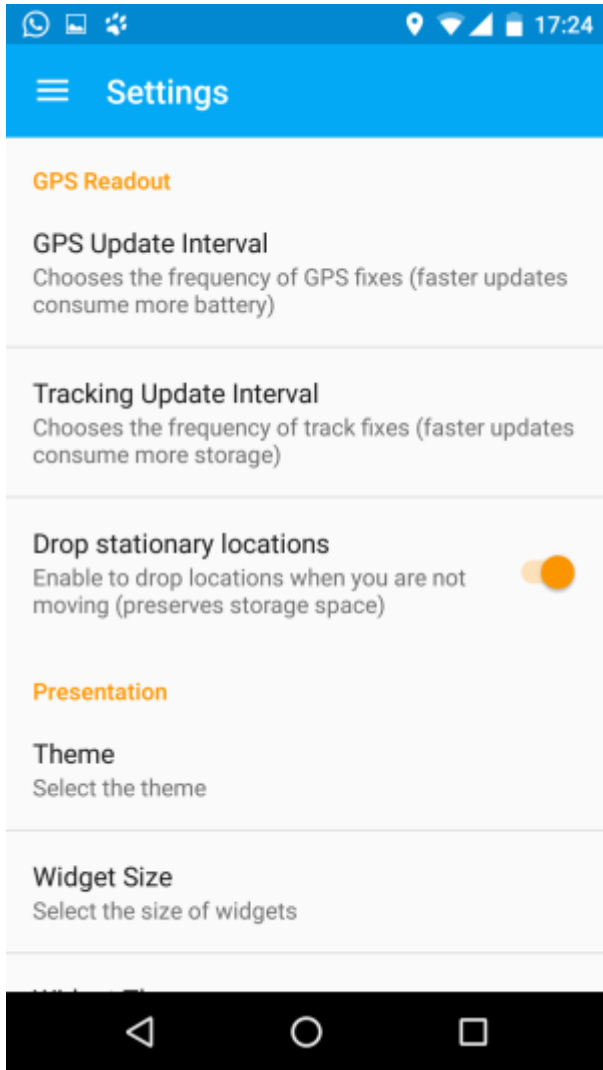 17:24
Settings
GPS Readout
GPS Update Interval
Chooses the frequency of GPS fixes (faster updates
consume more battery)
Tracking Update Interval
Chooses the frequency of track fixes (faster updates
consume more storage)
Drop stationary locations
Enable to drop locations when you are not
moving (preserves storage space)
Presentation
Theme
Select the theme
Widget Size
Select the size of widgets